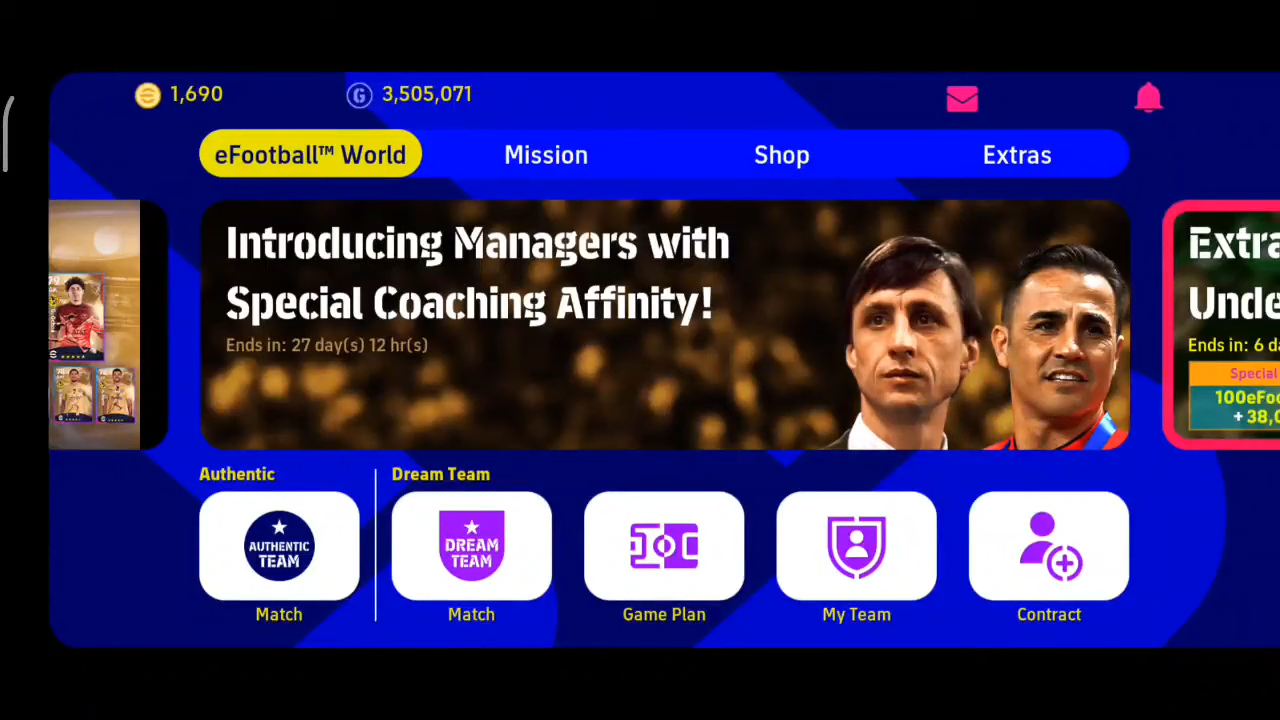 1,690
3,505,071
eFootball™ World
Mission
Shop
Extras
Introducing Managers with
Special Coaching Affinity!
Ends in: 27 day(s) 12 hr(s)
Ends in: 6
Special
+
Authentic
Dream Team
AUTHENTIC
TEAM
DREAM
TEAM
Match
Match
Game Plan
My Team
Contract